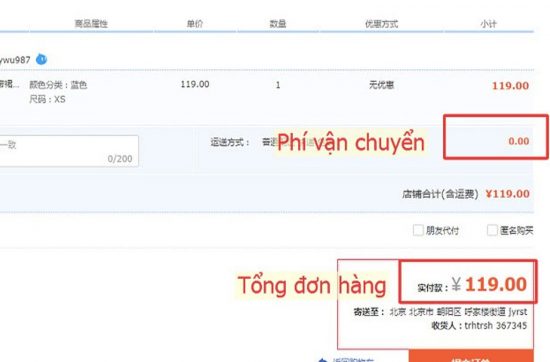 商品属性 单价 数量 优惠方式 小计
ywu987
颜色分类：蓝色 119.00 1 无优惠 119.00
尺码：XS
一致 运送方式： Phí vận chuyển 0.00
0/200
店铺合计(含运费) ¥119.00
朋友代付 匿名购买
Tổng đơn hàng 实付款：¥ 119.00
寄送至： 北京 北京市 朝阳区 呼家楼街道 jyrst
收货人： trhtrsh 367345